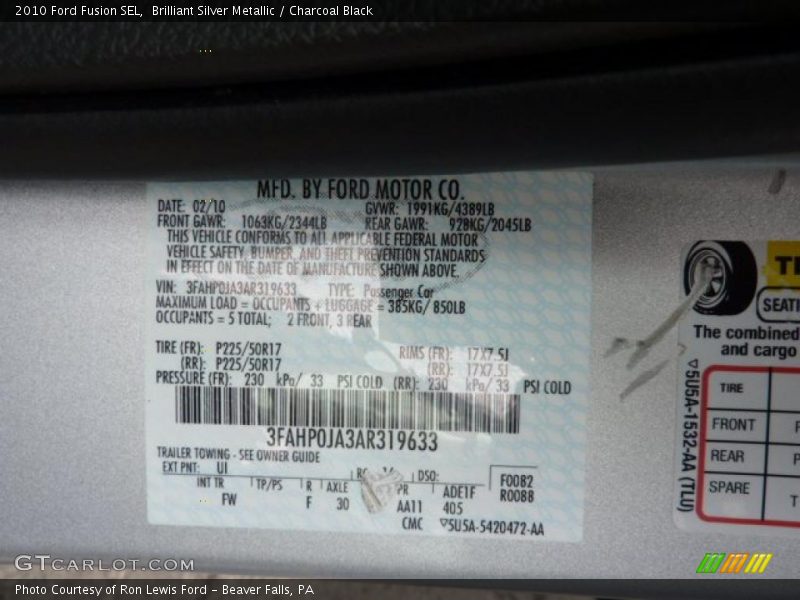 2010 Ford Fusion SEL, Brilliant Silver Metallic / Charcoal Black
MFD. BY FORD MOTOR CO.
DATE: 02/10 GVWR: 1991KG/4389LB
FRONT GAWR: 1063KG/2344LB REAR GAWR: 928KG/2045LB
THIS VEHICLE CONFORMS TO ALL APPLICABLE FEDERAL MOTOR
VEHICLE SAFETY, BUMPER, AND THEFT PREVENTION STANDARDS
IN EFFECT ON THE DATE OF MANUFACTURE SHOWN ABOVE.
VIN: 3FAHP0JA3AR319633 TYPE: Passenger Car
MAXIMUM LOAD = OCCUPANTS + LUGGAGE = 385KG/ 850LB
OCCUPANTS = 5 TOTAL; 2 FRONT, 3 REAR
TIRE (FR): P225/50R17 RIMS (FR): 17X7.5J
(RR): P225/50R17 (RR): 17X7.5J
PRESSURE (FR): 230 kPa/ 33 PSI COLD (RR): 230 kPa/ 33 PSI COLD
3FAHP0JA3AR319633
TRAILER TOWING - SEE OWNER GUIDE
EXT PNT: UI DSO: F0082
INT TR TP/PS R AXLE ADE1F R0088
FW F 30 AA11 405
CMC 5U5A-5420472-AA
The combined
and cargo
5U5A-1532-AA (TLU)
TIRE
FRONT
REAR
SPARE
GTCARLOT.COM
Photo Courtesy of Ron Lewis Ford - Beaver Falls, PA